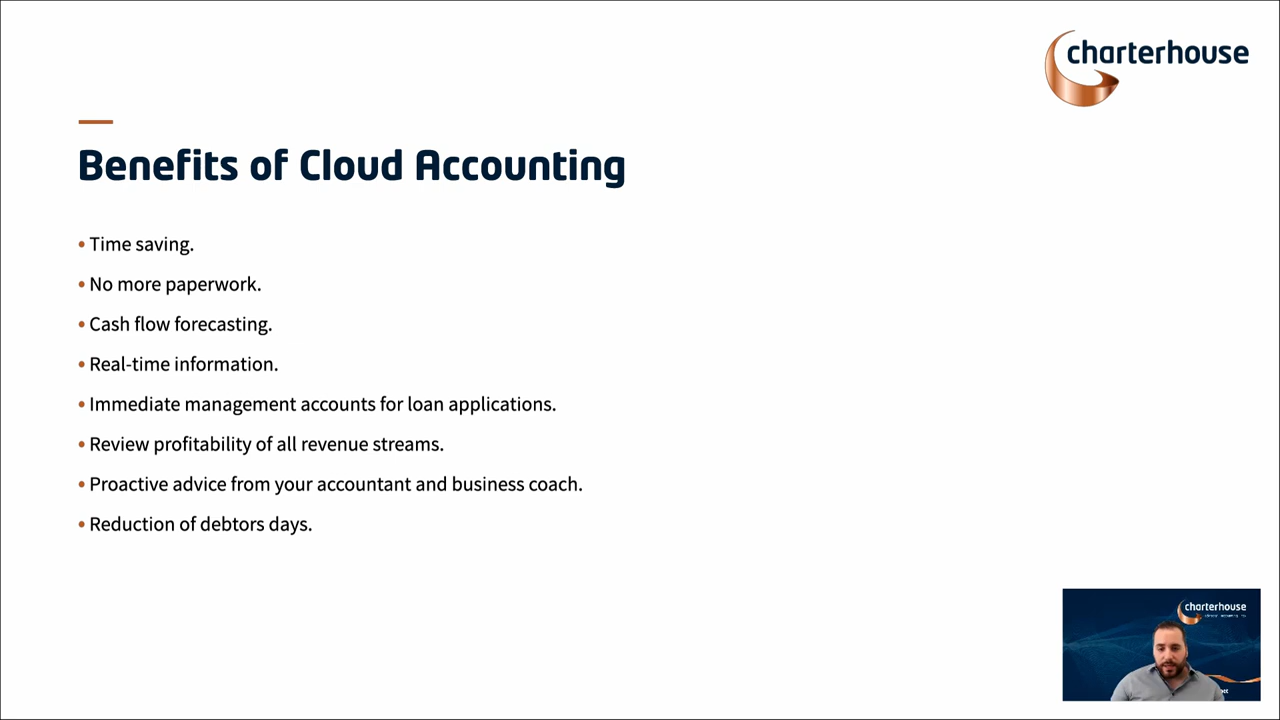 charterhouse
Benefits of Cloud Accounting
• Time saving.
• No more paperwork.
• Cash flow forecasting.
• Real-time information.
• Immediate management accounts for loan applications.
• Review profitability of all revenue streams.
• Proactive advice from your accountant and business coach.
• Reduction of debtors days.
charterhouse